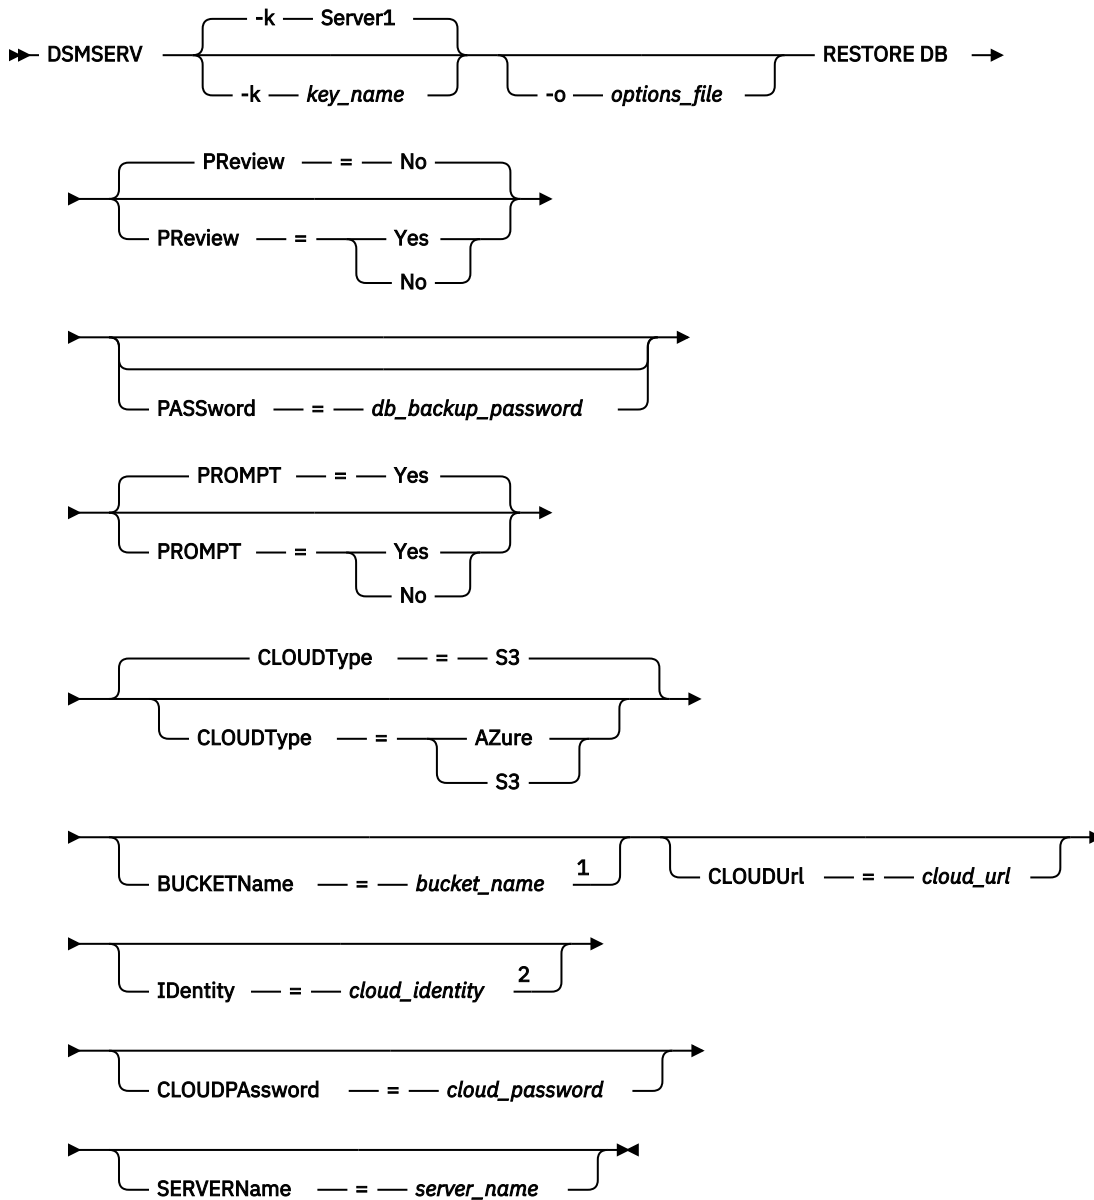 -k Server1
DSMSERV RESTORE DB
-k key_name -o options_file
PReview = No
PReview = Yes
No
PASSword = db_backup_password
PROMPT = Yes
PROMPT = Yes
No
CLOUDType = S3
CLOUDType = AZure
S3
BUCKETName = bucket_name 1 CLOUDUrl = cloud_url
IDentity = cloud_identity 2
CLOUDPAssword = cloud_password
SERVERName = server_name